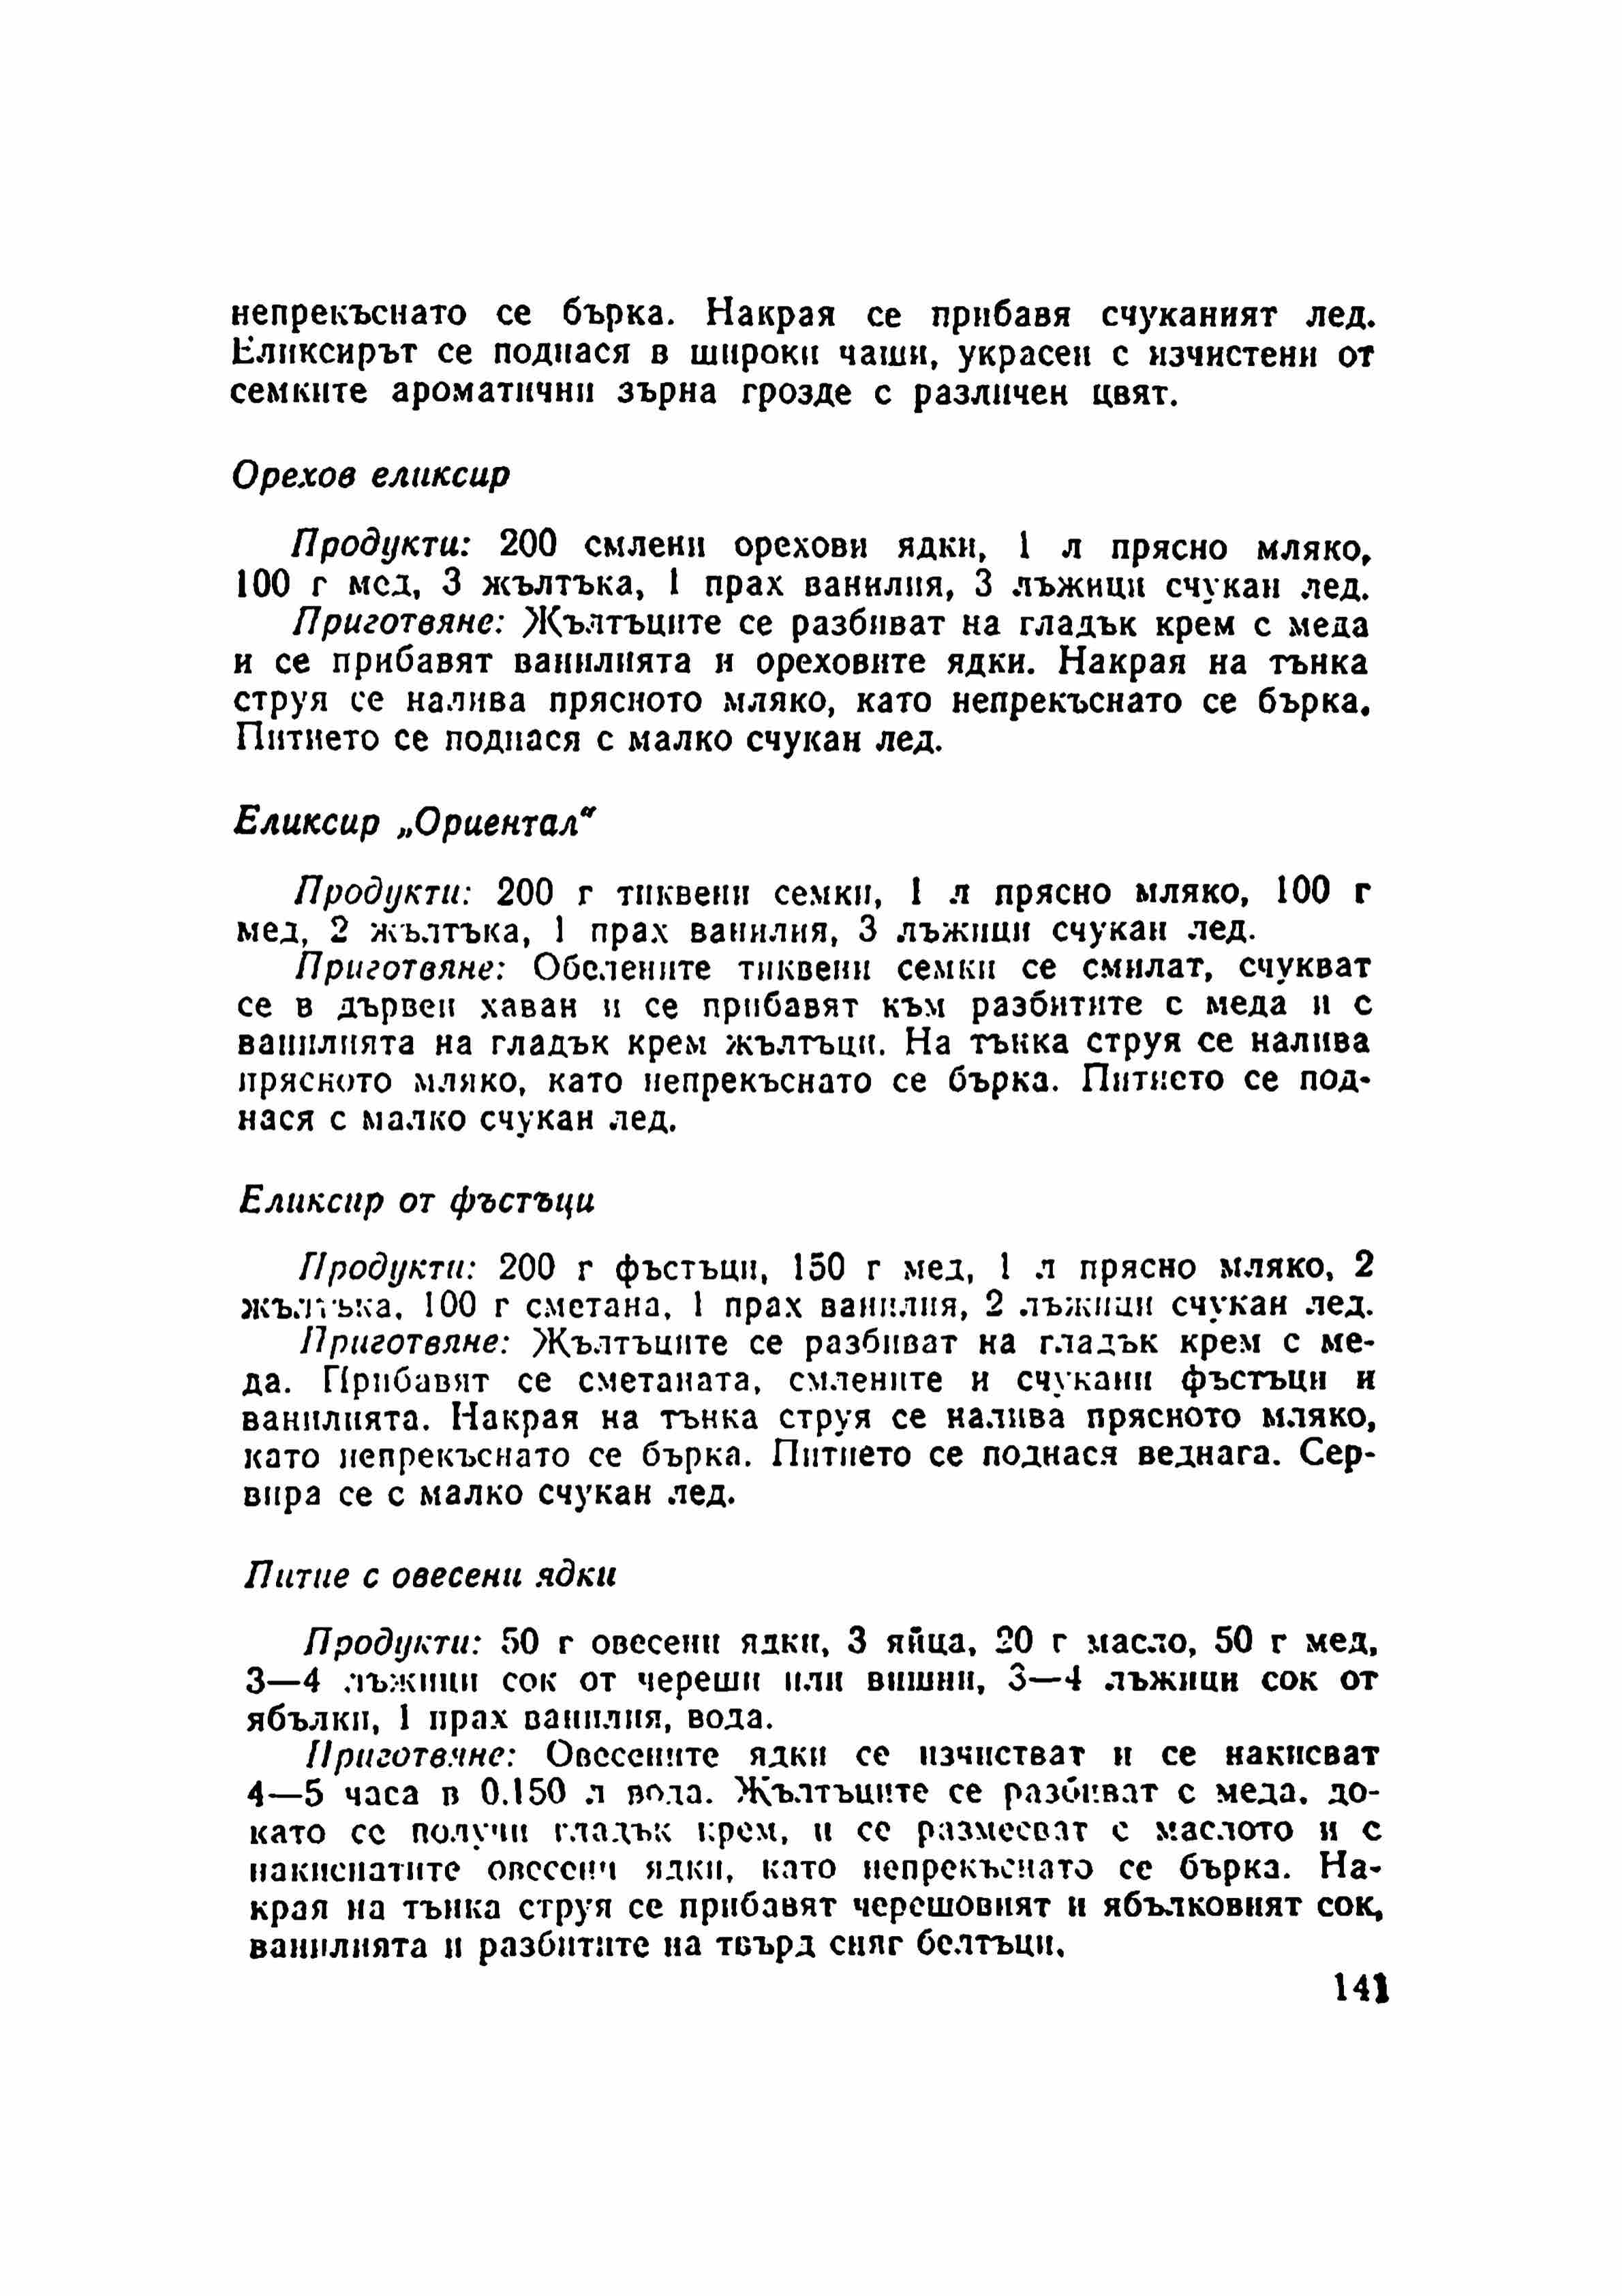 непрекъснато се бърка. Накрая се прибавя счуканият лед.
Еликсирът се поднася в широки чаши, украсен с изчистени от
семките ароматични зърна грозде с различен цвят.
Орехов еликсир
Продукти: 200 смлени орехови ядки, 1 л прясно мляко,
100 г мед, 3 жълтъка, 1 прах ванилия, 3 лъжици счукан лед.
Приготвяне: Жълтъците се разбиват на гладък крем с меда
и се прибавят ванилията и ореховите ядки. Накрая на тънка
струя се налива прясното мляко, като непрекъснато се бърка.
Питието се поднася с малко счукан лед.
Еликсир „Ориентал“
Продукти: 200 г тиквени семки, 1 л прясно мляко, 100 г
мед, 2 жълтъка, 1 прах ванилия, 3 лъжици счукан лед.
Приготвяне: Обелените тиквени семки се смилат, счукват
се в дървен хаван и се прибавят към разбитите с меда и с
ванилията на гладък крем жълтъци. На тънка струя се налива
прясното мляко, като непрекъснато се бърка. Питието се под-
нася с малко счукан лед.
Еликсир от фъстъци
Продукти: 200 г фъстъци, 150 г мед, 1 л прясно мляко, 2
жълтъка, 100 г сметана, 1 прах ванилия, 2 лъжици счукан лед.
Приготвяне: Жълтъците се разбиват на гладък крем с ме-
да. Прибавят се сметаната, смлените и счукани фъстъци и
ванилията. Накрая на тънка струя се налива прясното мляко,
като непрекъснато се бърка. Питието се поднася веднага. Сер-
вира се с малко счукан лед.
Питие с овесени ядки
Продукти: 50 г овесени ядки, 3 яйца, 20 г масло, 50 г мед,
3—4 лъжици сок от череши или вишни, 3—4 лъжици сок от
ябълки, 1 прах ванилия, вода.
Приготвяне: Овесените ядки се изчистват и се накисват
4—5 часа в 0.150 л вода. Жълтъците се разбиват с меда, до-
като се получи гладък крем, и се размесват с маслото и с
накиснатите овесени ядки, като непрекъснато се бърка. На-
края на тънка струя се прибавят черешовият и ябълковият сок,
ванилията и разбитите на твърд сняг белтъци.
141